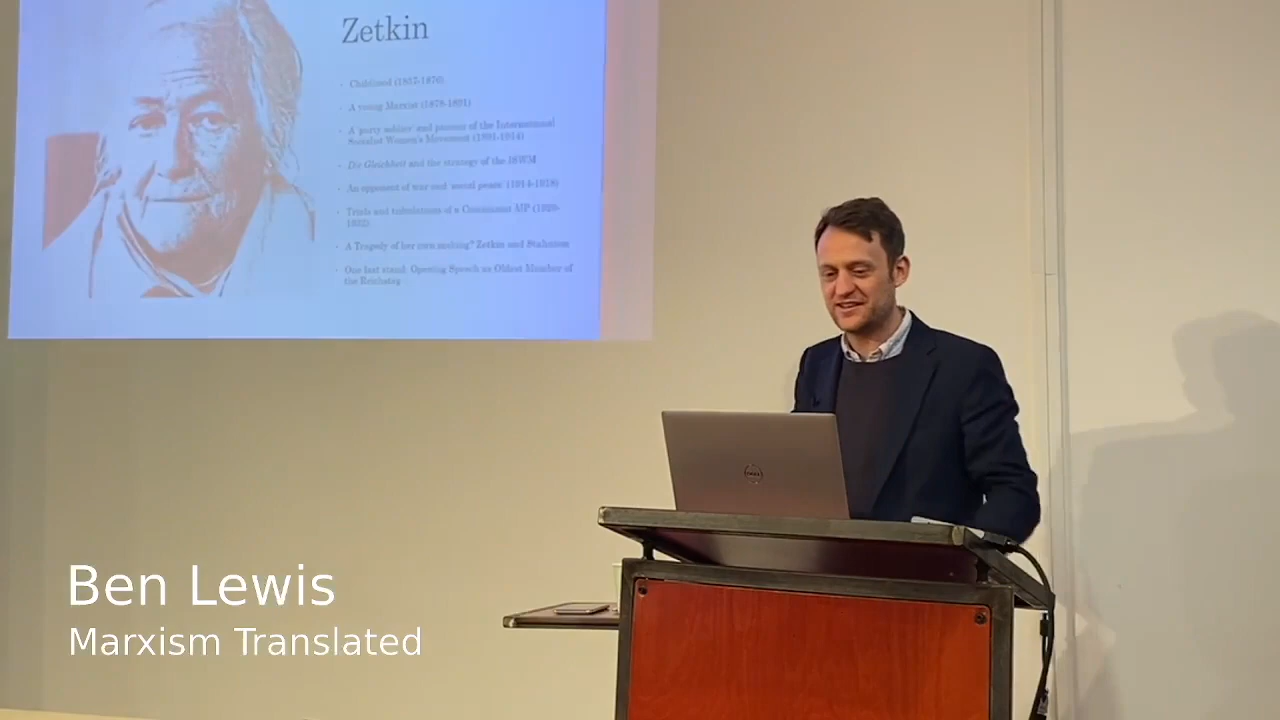 Zetkin
Childhood (1857-1876)
A young Marxist (1878-1891)
A party soldier and pioneer of the International
Socialist Women's Movement (1891-1914)
Die Gleichheit and the strategy of the ISWM
An opponent of war and 'social peace' (1914-1918)
Trials and tribulations of a Communist MP (1920-
A Tragedy of her own making? Zetkin and Stalinism
One last stand: Opening Speech as Oldest Member of
the Reichstag
DELL
Ben Lewis
Marxism Translated